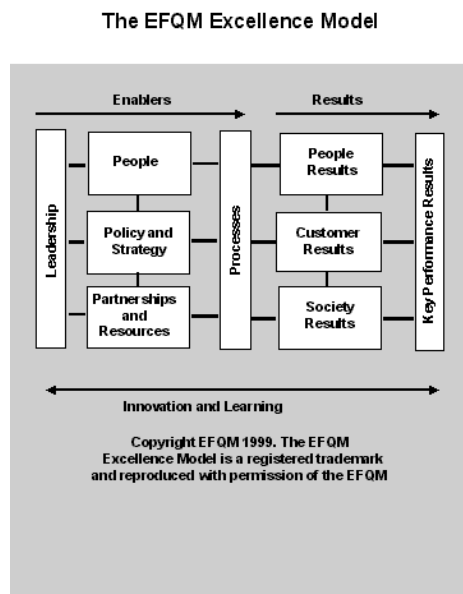 The EFQM Excellence Model
Enablers
Results
Leadership
People
Policy and
Strategy
Partnerships
and
Resources
Processes
People
Results
Customer
Results
Society
Results
Key Performance Results
Innovation and Learning
Copyright EFQM 1999. The EFQM
Excellence Model is a registered trademark
and reproduced with permission of the EFQM